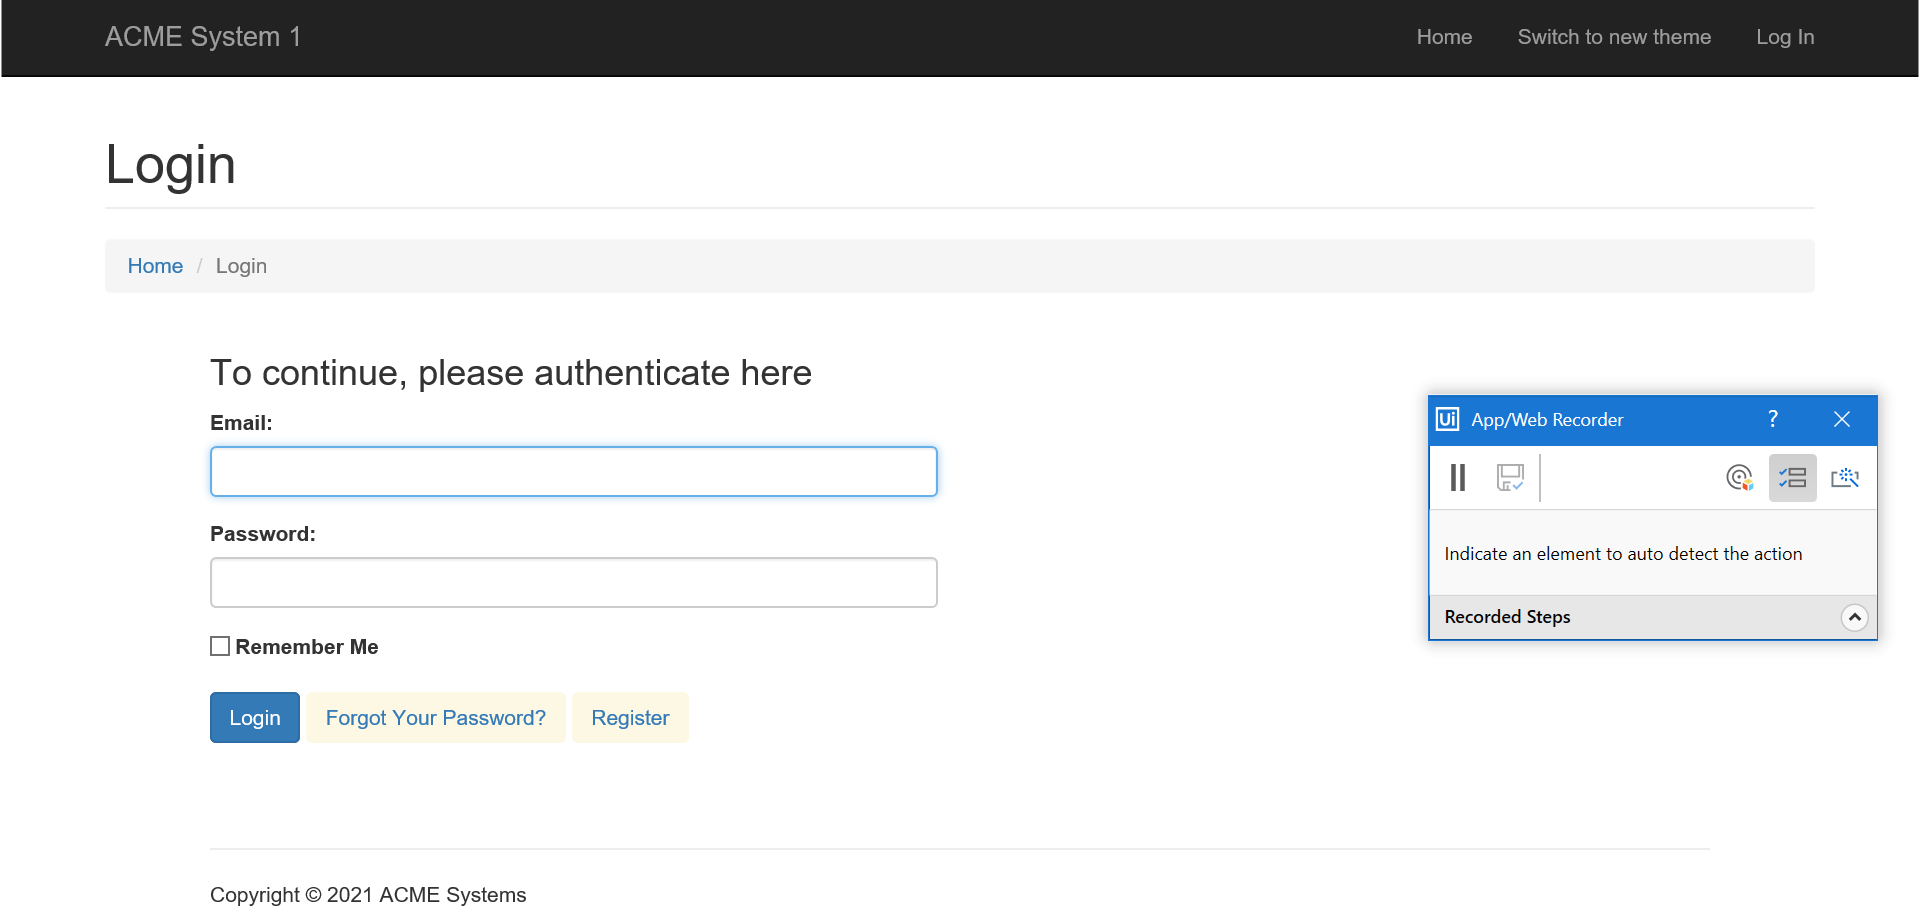 ACME System 1 Home Switch to new theme Log In
Login
Home / Login
To continue, please authenticate here
Email:
Password:
Remember Me
Login Forgot Your Password? Register
Copyright © 2021 ACME Systems
Ui App/Web Recorder ?
Indicate an element to auto detect the action
Recorded Steps